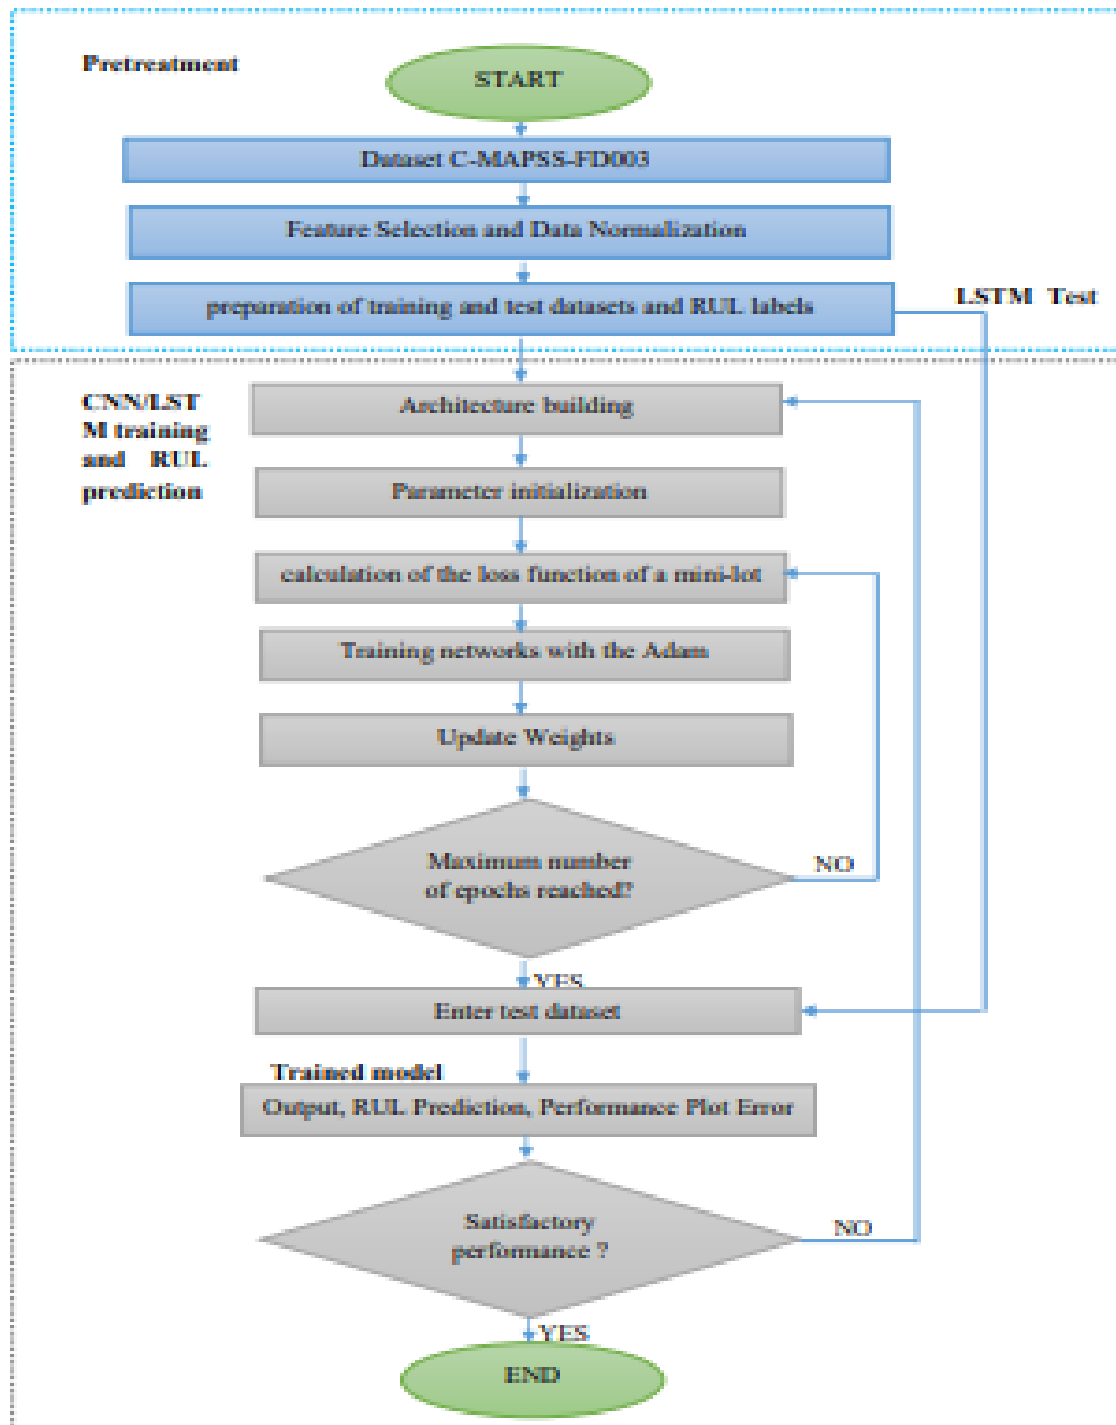 Pretreatment
START
Dataset C-MAPSS-FD003
Feature Selection and Data Normalization
preparation of training and test datasets and RUL labels
LSTM Test
CNN/LST
M training
and RUL
prediction
Architecture building
Parameter initialization
calculation of the loss function of a mini-lot
Training networks with the Adam
Update Weights
Maximum number
of epochs reached?
NO
YES
Enter test dataset
Trained model
Output, RUL Prediction, Performance Plot Error
Satisfactory
performance ?
NO
YES
END